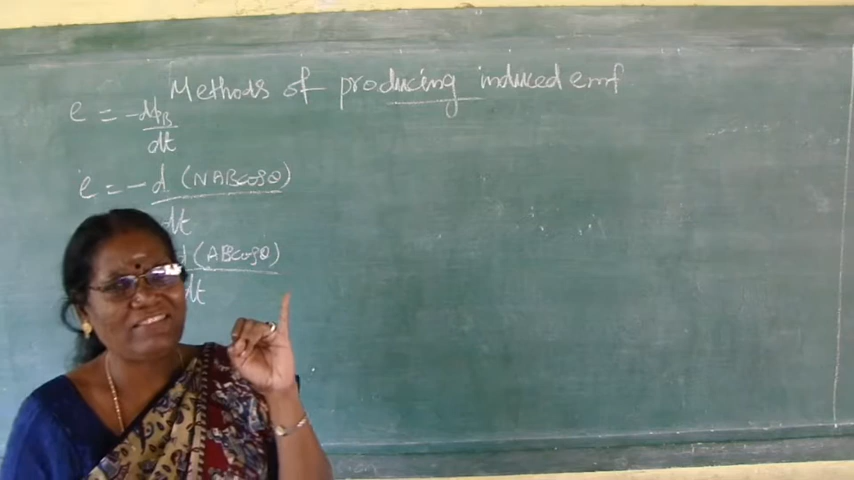 Methods of producing induced emf
e = -dΦB/dt
e = -d (NABcosθ)/dt
d (ABcosθ)/dt